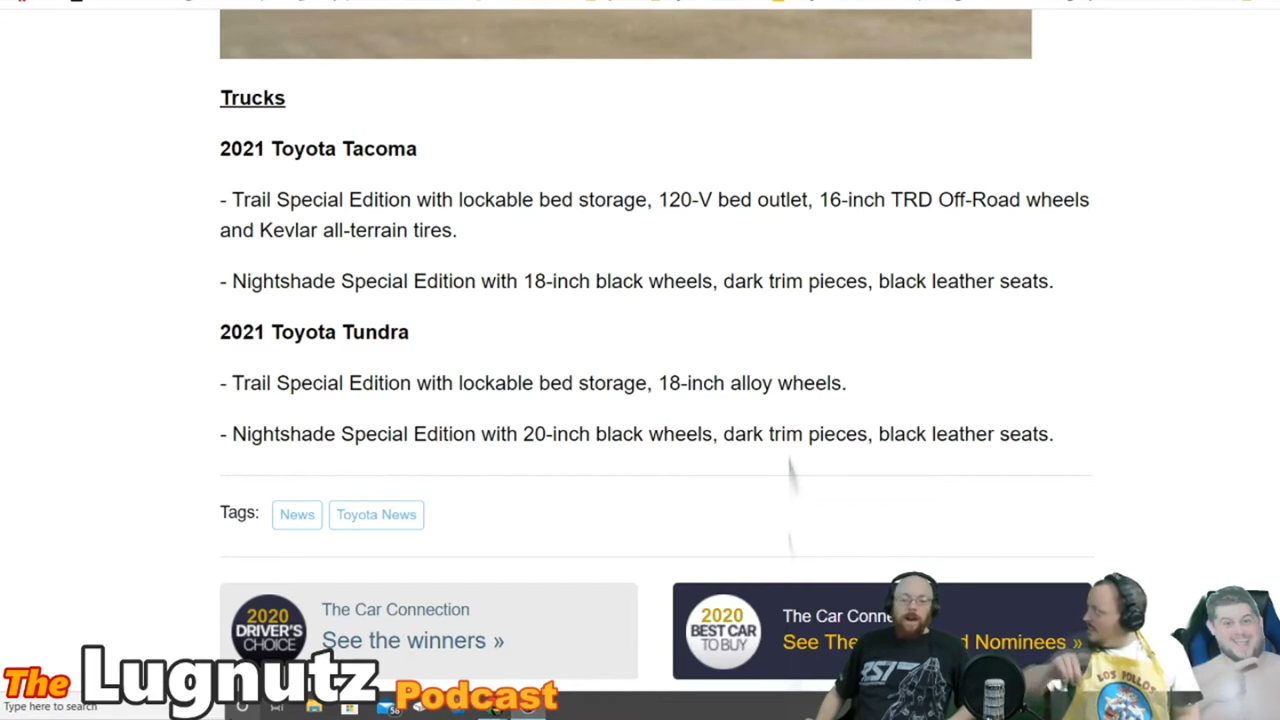 Trucks
2021 Toyota Tacoma
- Trail Special Edition with lockable bed storage, 120-V bed outlet, 16-inch TRD Off-Road wheels
and Kevlar all-terrain tires.
- Nightshade Special Edition with 18-inch black wheels, dark trim pieces, black leather seats.
2021 Toyota Tundra
- Trail Special Edition with lockable bed storage, 18-inch alloy wheels.
- Nightshade Special Edition with 20-inch black wheels, dark trim pieces, black leather seats.
Tags: News Toyota News
2020
DRIVER'S
CHOICE
The Car Connection
See the winners »
2020
BEST CAR
TO BUY
The Car
See The Nominees »
The Lugnutz Podcast
Type here to search
LOS POLLOS